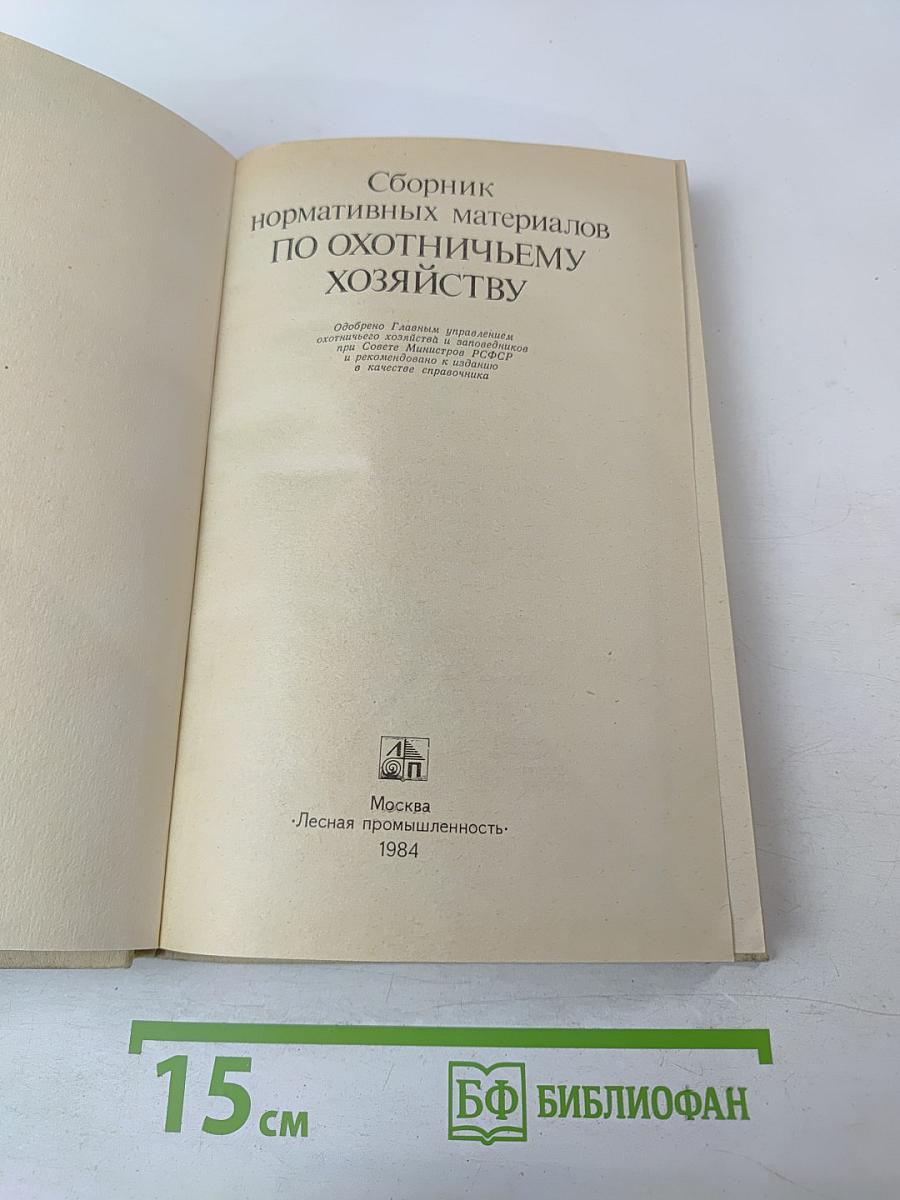 Сборник
нормативных материалов
ПО ОХОТНИЧЬЕМУ
ХОЗЯЙСТВУ
Одобрено Главным управлением
охотничьего хозяйства и заповедников
при Совете Министров РСФСР
и рекомендовано к изданию
в качестве справочника
Л
П
Москва
·Лесная промышленность·
1984
15 см
БФ БИБЛИОФАН